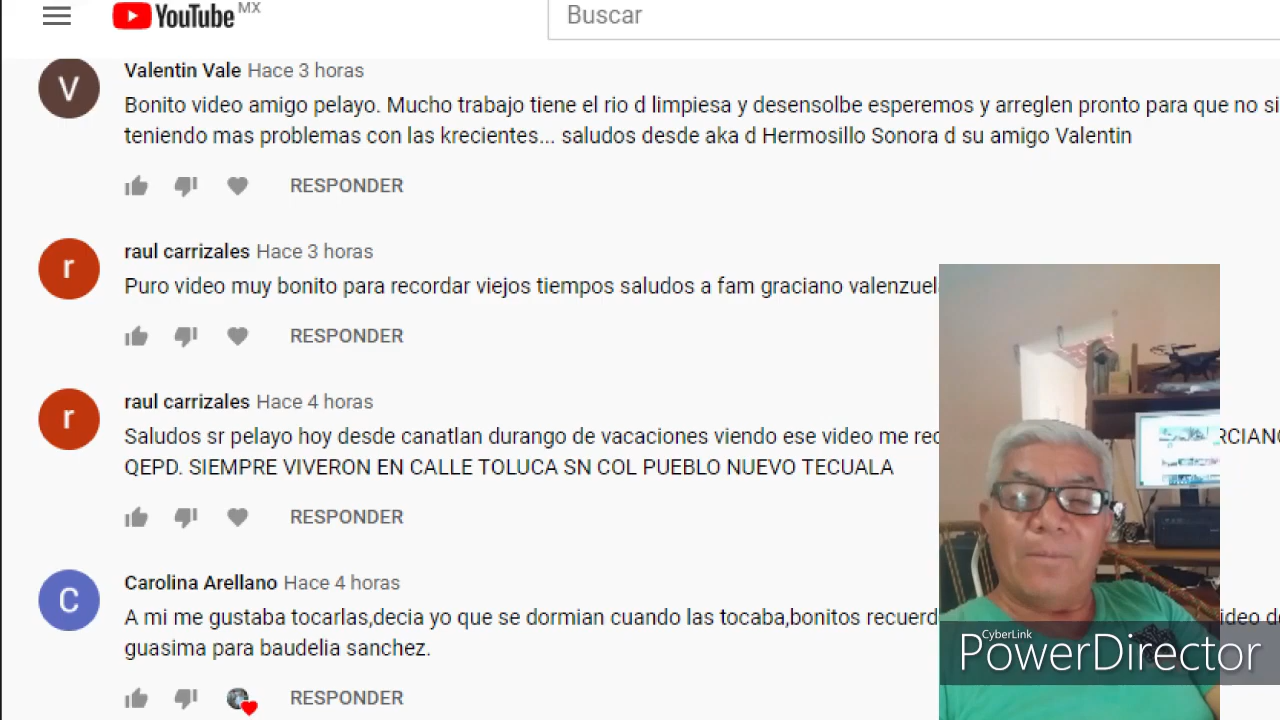 YouTube MX
Buscar
V
Valentin Vale Hace 3 horas
Bonito video amigo pelayo. Mucho trabajo tiene el rio d limpiesa y desensolbe esperemos y arreglen pronto para que no si
teniendo mas problemas con las krecientes... saludos desde aka d Hermosillo Sonora d su amigo Valentin
RESPONDER
r
raul carrizales Hace 3 horas
Puro video muy bonito para recordar viejos tiempos saludos a fam graciano valenzuela
RESPONDER
r
raul carrizales Hace 4 horas
Saludos sr pelayo hoy desde canatlan durango de vacaciones viendo ese video me rec RCIANO
QEPD. SIEMPRE VIVERON EN CALLE TOLUCA SN COL PUEBLO NUEVO TECUALA
RESPONDER
C
Carolina Arellano Hace 4 horas
A mi me gustaba tocarlas,decia yo que se dormian cuando las tocaba,bonitos recuerd ideo de
guasima para baudelia sanchez.
RESPONDER
CyberLink
PowerDirector